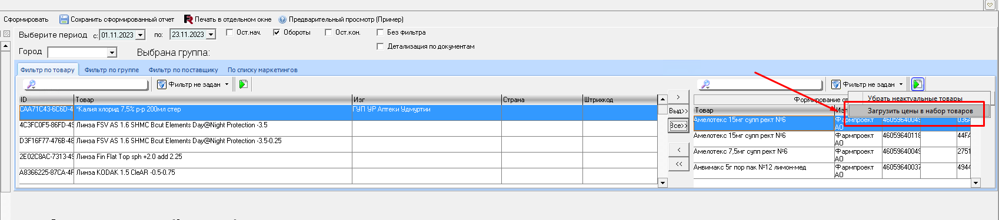 Сформировать Сохранить сформированный отчет Печать в отдельном окне Предварительный просмотр (Пример)
Выберите период с: 01.11.2023 по: 23.11.2023 Ост.нач. Обороты Ост.кон. Без фильтра
Детализация по документам
Город Выбрана группа:
Фильтр по товару Фильтр по группе Фильтр по поставщику По списку маркетингов
Фильтр не задан Фильтр не задан
ID Товар Изг Страна Штрихкод
CAA71C43-6C6D-4 *Калия хлорид 7,5% р-р 200мл стер ГУП УР Аптеки Удмуртии
4C3FC0F5-86FD-49 Линза FSV AS 1.6 SHMC Bcut Elements Day@Night Protection -3.5
D3F16F77-476B-48 Линза FSV AS 1.6 SHMC Bcut Elements Day@Night Protection -3.5-0.25
2E02C8AC-7313-49 Линза Fin Flat Top sph +2.0 add 2.25
A8366225-87CA-4F Линза KODAK 1.5 CleAR -0.5-0.75
>
Выд>>
Все>>
<
<<
Убрать неактуальные товары
Загрузить цены в набор товаров
Формирование от
Товар Изг
Амелотекс 15мг супп рект №6 Фармпроект АО 46059640049 036A
Амелотекс 15мг супп рект №6 Фармпроект АО 46059640118 44FA
Амелотекс 7,5мг супп рект №6 Фармпроект АО 46059640049 2751
Анвимакс 5г пор пак №12 лимон-мед Фармпроект АО 46059640037 4944